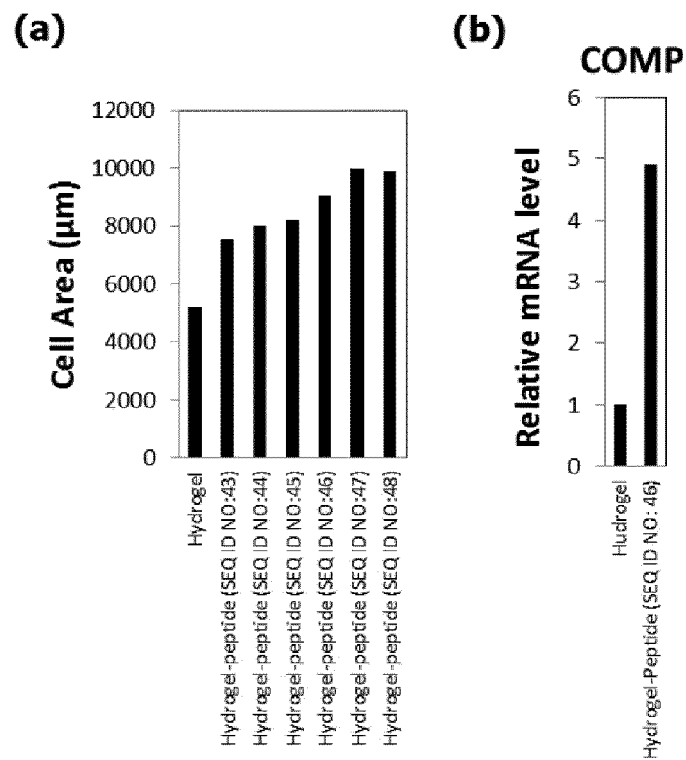 (a)
Cell Area (μm)
12000
10000
8000
6000
4000
2000
0
Hydrogel
Hydrogel-peptide (SEQ ID NO:43)
Hydrogel-peptide (SEQ ID NO:44)
Hydrogel-peptide (SEQ ID NO:45)
Hydrogel-peptide (SEQ ID NO:46)
Hydrogel-peptide (SEQ ID NO:47)
Hydrogel-peptide (SEQ ID NO:48)
(b)
COMP
Relative mRNA level
6
5
4
3
2
1
0
Hudrogel
Hydrogel-Peptide (SEQ ID NO: 46)